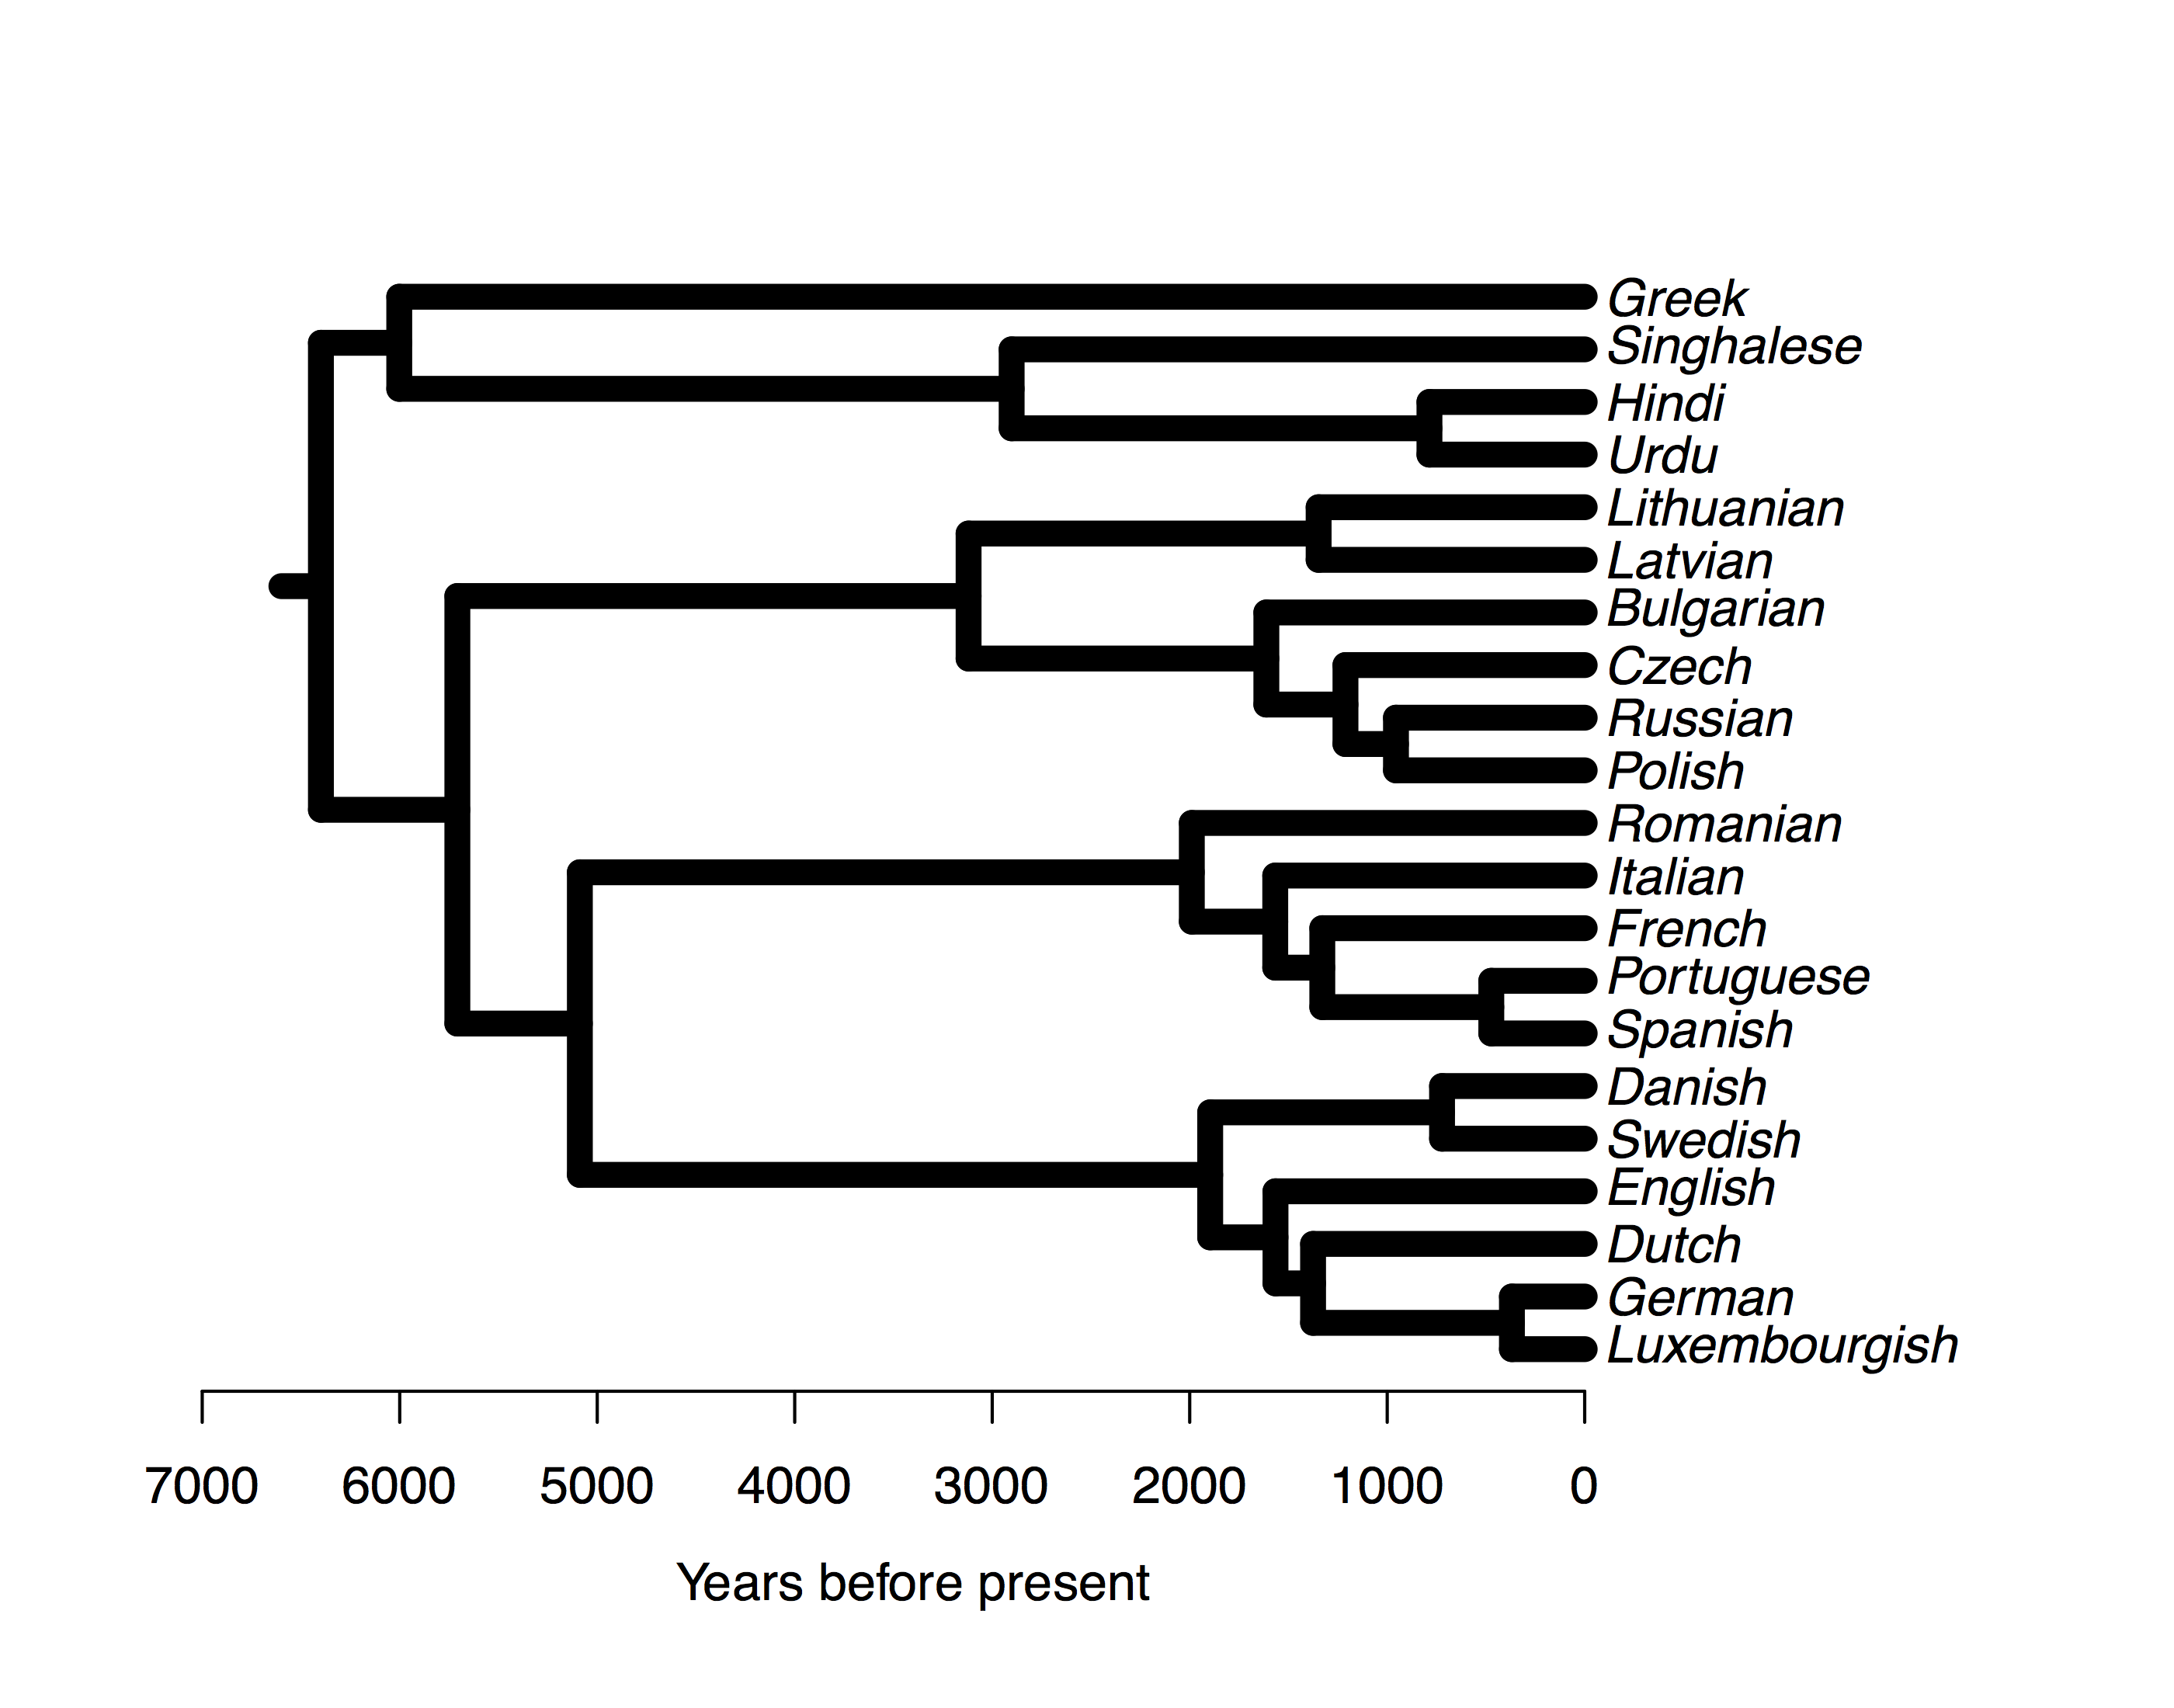 Greek
Singhalese
Hindi
Urdu
Lithuanian
Latvian
Bulgarian
Czech
Russian
Polish
Romanian
Italian
French
Portuguese
Spanish
Danish
Swedish
English
Dutch
German
Luxembourgish
7000 6000 5000 4000 3000 2000 1000 0
Years before present